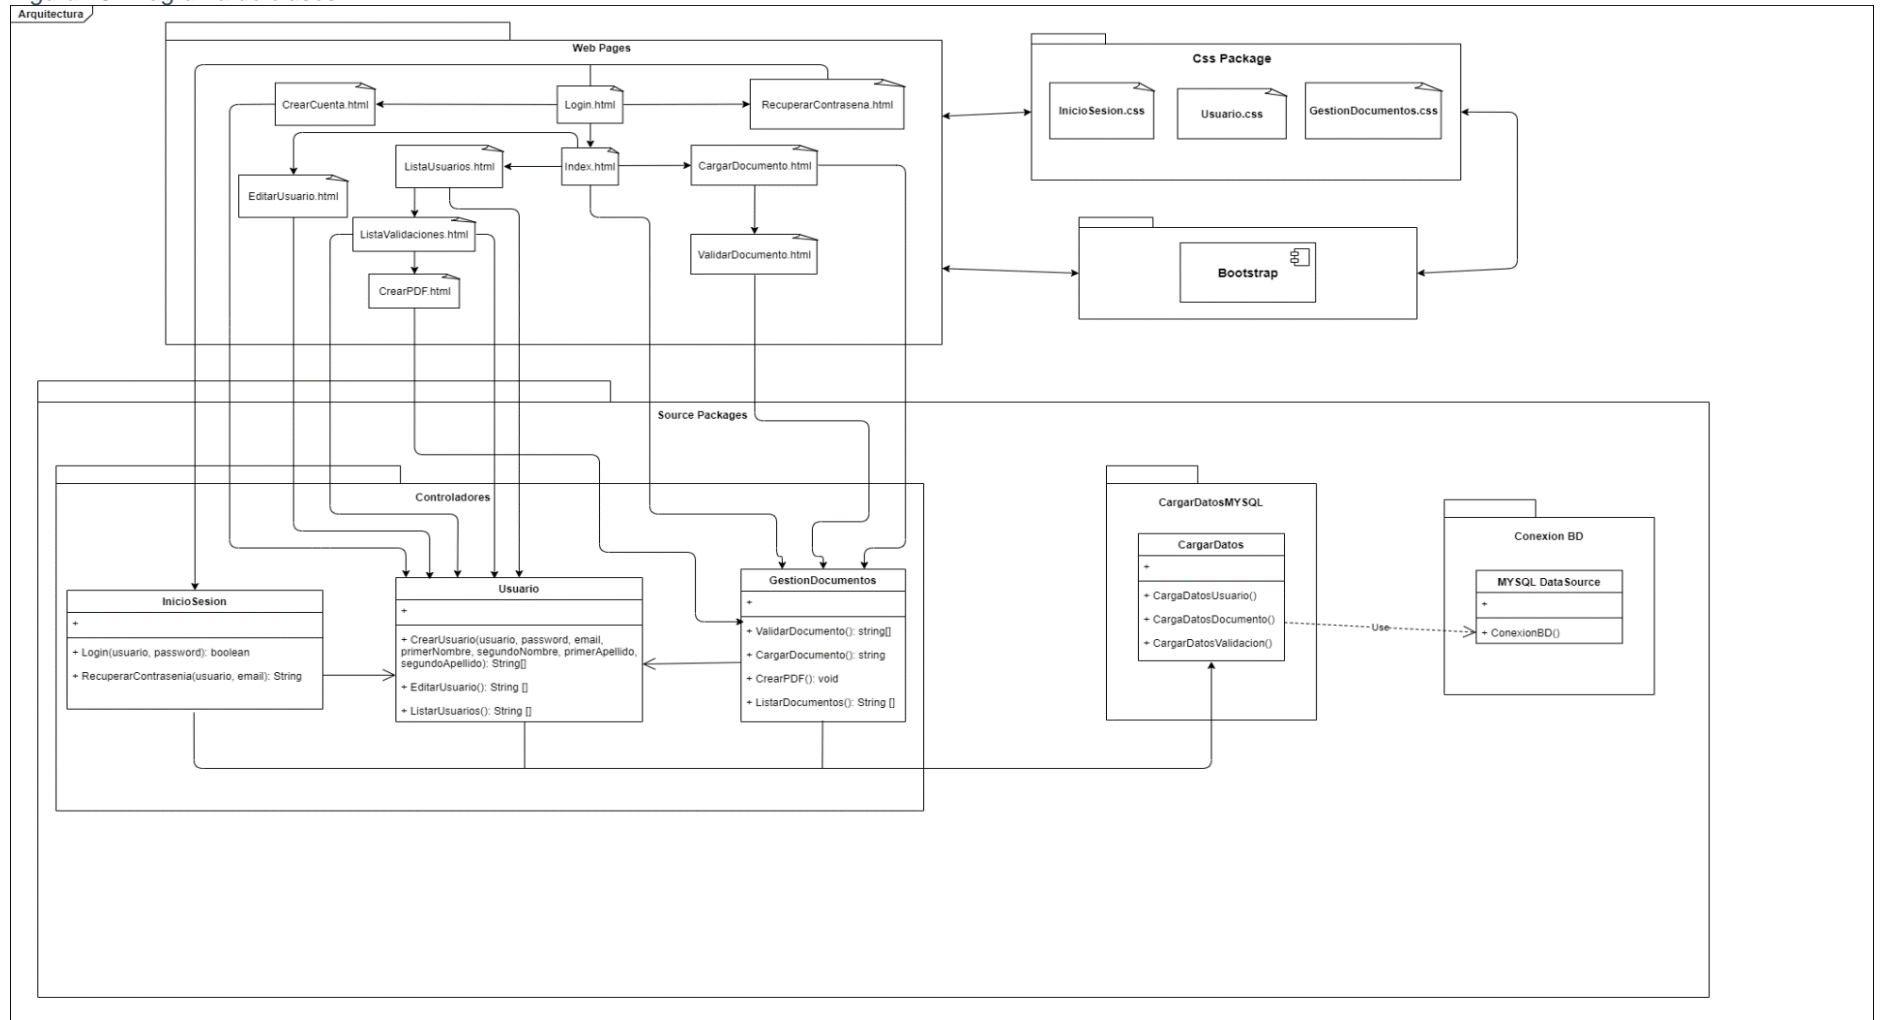 Arquitectura
Web Pages
CrearCuenta.html
Login.html
RecuperarContrasena.html
ListaUsuarios.html
Index.html
CargarDocumento.html
EditarUsuario.html
ListaValidaciones.html
ValidarDocumento.html
CrearPDF.html
Css Package
InicioSesion.css
Usuario.css
GestionDocumentos.css
Bootstrap
Source Packages
Controladores
InicioSesion
+
+ Login(usuario, password): boolean
+ RecuperarContrasenia(usuario, email): String
Usuario
+
+ CrearUsuario(usuario, password, email,
primerNombre, segundoNombre, primerApellido,
segundoApellido): String[]
+ EditarUsuario(): String []
+ ListarUsuarios(): String []
GestionDocumentos
+
+ ValidarDocumento(): string[]
+ CargarDocumento(): string
+ CrearPDF(): void
+ ListarDocumentos(): String []
CargarDatosMYSQL
CargarDatos
+
+ CargaDatosUsuario()
+ CargaDatosDocumento()
+ CargarDatosValidacion()
Use
Conexion BD
MYSQL DataSource
+
+ ConexionBD()